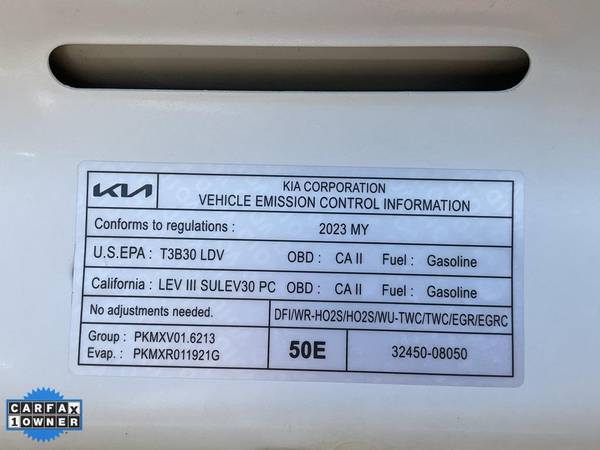 KIA
KIA CORPORATION
VEHICLE EMISSION CONTROL INFORMATION
Conforms to regulations : 2023 MY
U.S.EPA : T3B30 LDV OBD : CA II Fuel : Gasoline
California : LEV III SULEV30 PC OBD : CA II Fuel : Gasoline
No adjustments needed. DFI/WR-HO2S/HO2S/WU-TWC/TWC/EGR/EGRC
Group : PKMXV01.6213
Evap. : PKMXR011921G
50E
32450-08050
CARFAX
1 OWNER